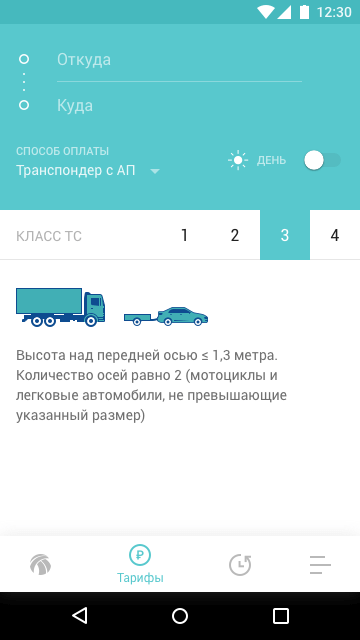 12:30
Откуда
Куда
СПОСОБ ОПЛАТЫ
Транспондер с АП
ДЕНЬ
КЛАСС ТС 1 2 3 4
Высота над передней осью ≤ 1,3 метра.
Количество осей равно 2 (мотоциклы и
легковые автомобили, не превышающие
указанный размер)
₽
Тарифы